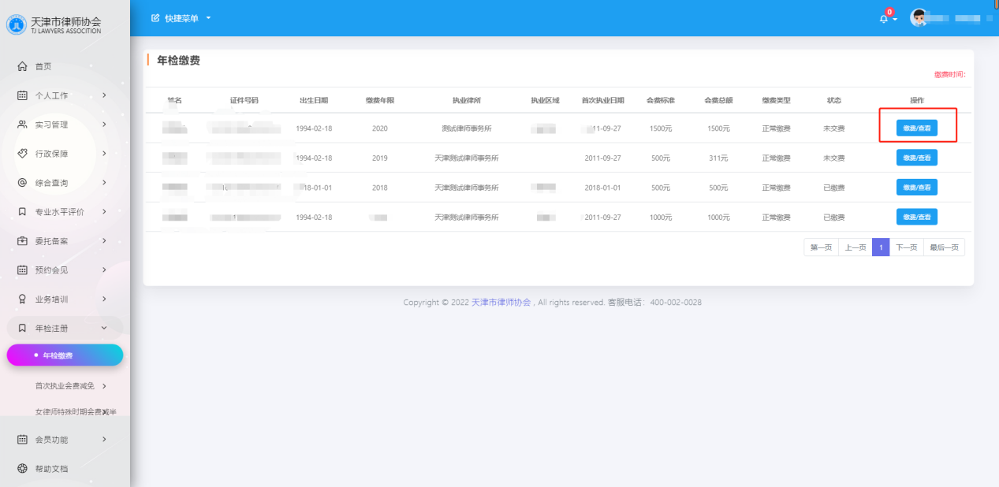 天津市律师协会
TJ LAWYERS ASSOCITION
快捷菜单
0
首页
个人工作
实习管理
行政保障
综合查询
专业水平评价
委托备案
预约会见
业务培训
年检注册
年检缴费
首次执业会费减免
女律师特殊时期会费减半
会员功能
帮助文档
年检缴费
缴费时间:
姓名 证件号码 出生日期 缴费年限 执业律所 执业区域 首次执业日期 会费标准 会费总额 缴费类型 状态 操作
1994-02-18 2020 测试律师事务所 11-09-27 1500元 1500元 正常缴费 未交费 缴费/查看
1994-02-18 2019 天津测试律师事务所 2011-09-27 500元 311元 正常缴费 未交费 缴费/查看
18-01-01 2018 天津测试律师事务所 2018-01-01 500元 500元 正常缴费 已缴费 缴费/查看
1994-02-18 天津测试律师事务所 2011-09-27 1000元 1000元 正常缴费 已缴费 缴费/查看
第一页 上一页 1 下一页 最后一页
Copyright © 2022 天津市律师协会 , All rights reserved. 客服电话：400-002-0028